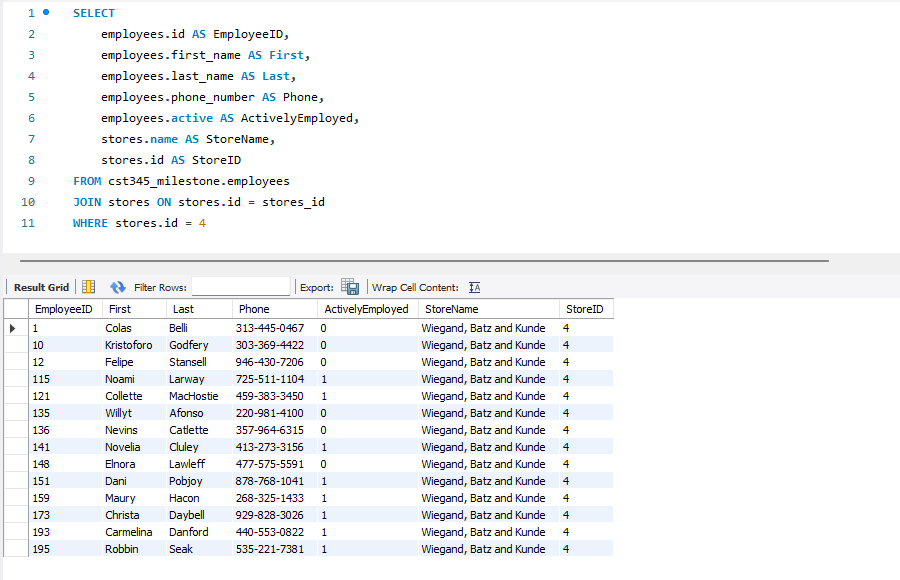 1 SELECT
2 employees.id AS EmployeeID,
3 employees.first_name AS First,
4 employees.last_name AS Last,
5 employees.phone_number AS Phone,
6 employees.active AS ActivelyEmployed,
7 stores.name AS StoreName,
8 stores.id AS StoreID
9 FROM cst345_milestone.employees
10 JOIN stores ON stores.id = stores_id
11 WHERE stores.id = 4
Result Grid Filter Rows: Export: Wrap Cell Content:
EmployeeID First Last Phone ActivelyEmployed StoreName StoreID
1 Colas Belli 313-445-0467 0 Wiegand, Batz and Kunde 4
10 Kristoforo Godfery 303-369-4422 0 Wiegand, Batz and Kunde 4
12 Felipe Stansell 946-430-7206 0 Wiegand, Batz and Kunde 4
115 Noami Larway 725-511-1104 1 Wiegand, Batz and Kunde 4
121 Collette MacHostie 459-383-3450 1 Wiegand, Batz and Kunde 4
135 Willyt Afonso 220-981-4100 0 Wiegand, Batz and Kunde 4
136 Nevins Catlette 357-964-6315 0 Wiegand, Batz and Kunde 4
141 Novelia Cluley 413-273-3156 1 Wiegand, Batz and Kunde 4
148 Elnora Lawleff 477-575-5591 0 Wiegand, Batz and Kunde 4
151 Dani Pobjoy 878-768-1041 1 Wiegand, Batz and Kunde 4
159 Maury Hacon 268-325-1433 1 Wiegand, Batz and Kunde 4
173 Christa Daybell 929-828-3026 1 Wiegand, Batz and Kunde 4
193 Carmelina Danford 440-553-0822 1 Wiegand, Batz and Kunde 4
195 Robbin Seak 535-221-7381 1 Wiegand, Batz and Kunde 4